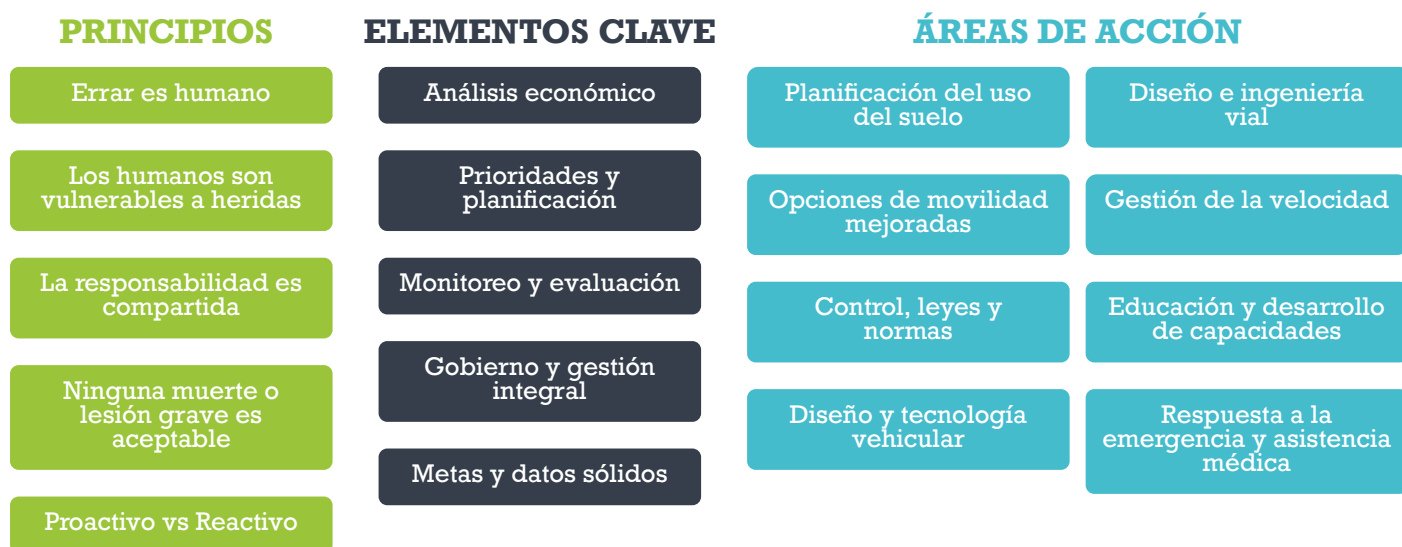 PRINCIPIOS
Errar es humano
Los humanos son
vulnerables a heridas
La responsabilidad es
compartida
Ninguna muerte o
lesión grave es
aceptable
Proactivo vs Reactivo
ELEMENTOS CLAVE
Análisis económico
Prioridades y
planificación
Monitoreo y evaluación
Gobierno y gestión
integral
Metas y datos sólidos
ÁREAS DE ACCIÓN
Planificación del uso
del suelo
Diseño e ingeniería
vial
Opciones de movilidad
mejoradas
Gestión de la velocidad
Control, leyes y
normas
Educación y desarrollo
de capacidades
Diseño y tecnología
vehicular
Respuesta a la
emergencia y asistencia
médica